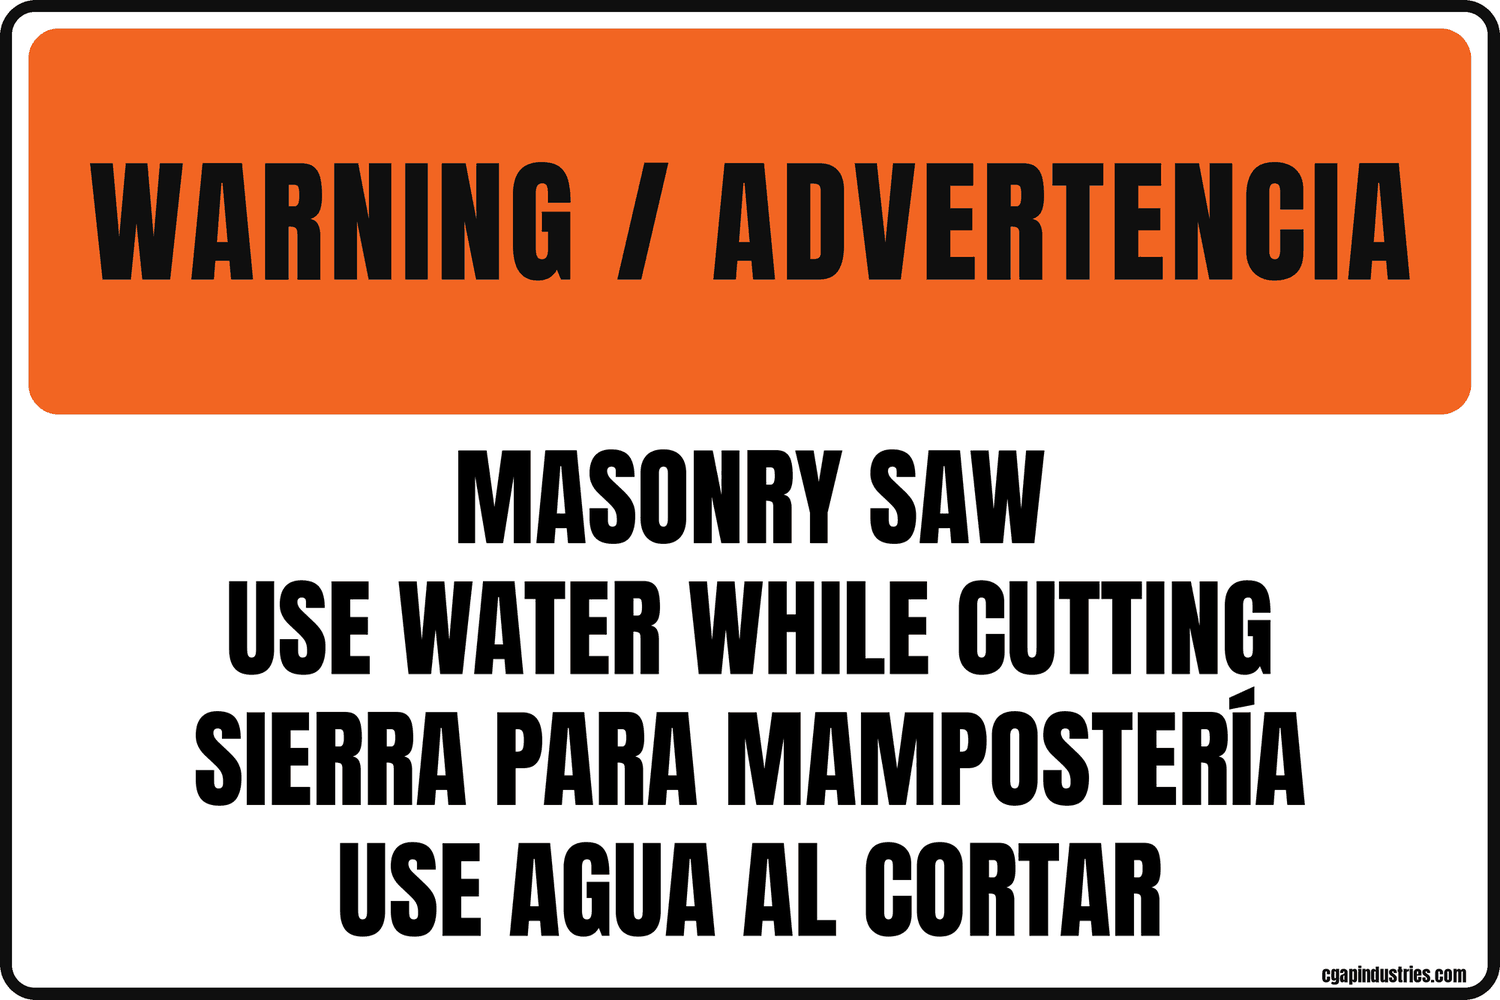 WARNING / ADVERTENCIA
MASONRY SAW
USE WATER WHILE CUTTING
SIERRA PARA MAMPOSTERÍA
USE AGUA AL CORTAR
cgapindustries.com